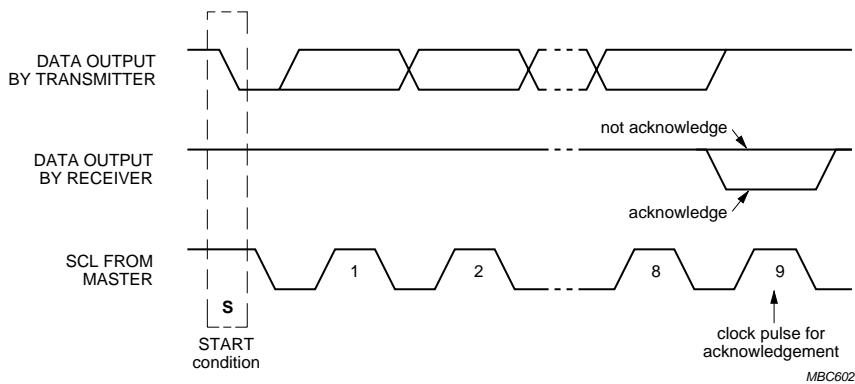 DATA OUTPUT
BY TRANSMITTER
not acknowledge
DATA OUTPUT
BY RECEIVER
acknowledge
SCL FROM
MASTER
1
2
8
9
S
START
condition
clock pulse for
acknowledgement
MBC602